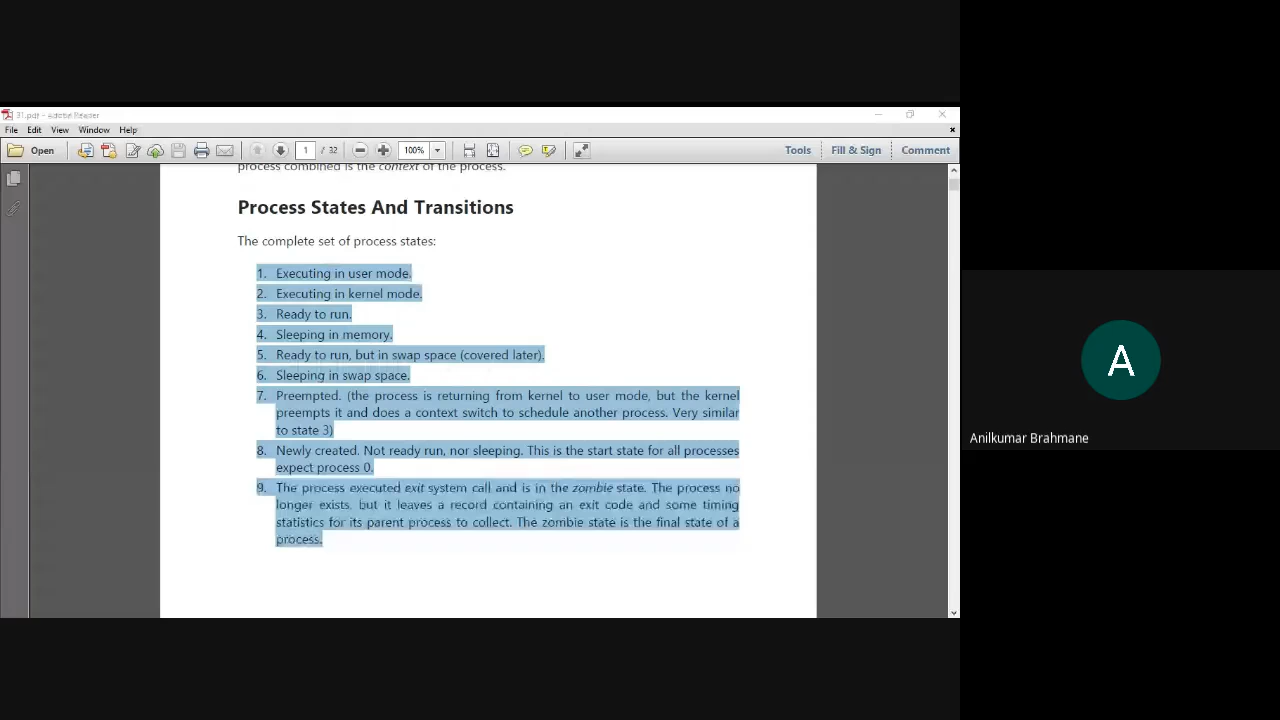 31.pdf - Adobe Reader
File Edit View Window Help
Open 1 / 32 100% Tools Fill & Sign Comment
process combined is the context of the process.
Process States And Transitions
The complete set of process states:
1. Executing in user mode.
2. Executing in kernel mode.
3. Ready to run.
4. Sleeping in memory.
5. Ready to run, but in swap space (covered later).
6. Sleeping in swap space.
7. Preempted. (the process is returning from kernel to user mode, but the kernel
preempts it and does a context switch to schedule another process. Very similar
to state 3)
8. Newly created. Not ready run, nor sleeping. This is the start state for all processes
expect process 0.
9. The process executed exit system call and is in the zombie state. The process no
longer exists, but it leaves a record containing an exit code and some timing
statistics for its parent process to collect. The zombie state is the final state of a
process.
A
Anilkumar Brahmane